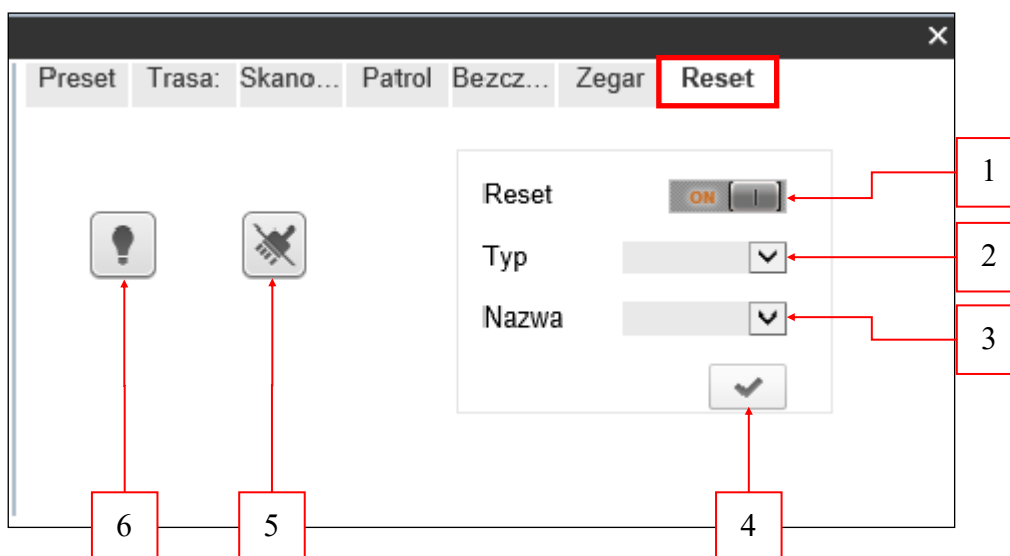 Preset Trasa: Skano... Patrol Bezcz... Zegar Reset
Reset ON
1
Typ
2
Nazwa
3
6 5 4